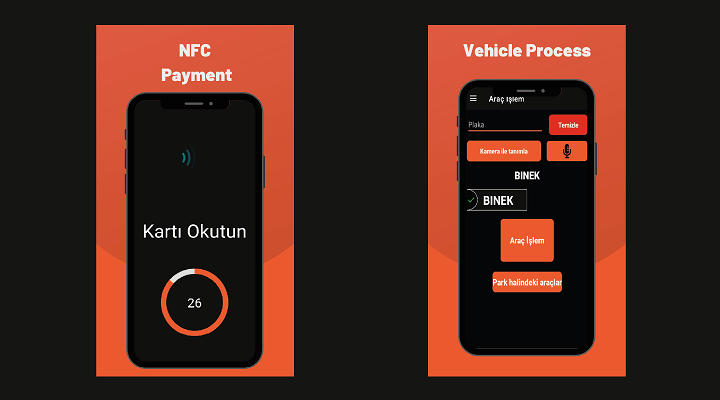 NFC
Payment
Kartı Okutun
26
Vehicle Process
Araç işlem
Plaka
Temizle
Kamera ile tanımla
BINEK
BINEK
Araç İşlem
Park halindeki araçlar